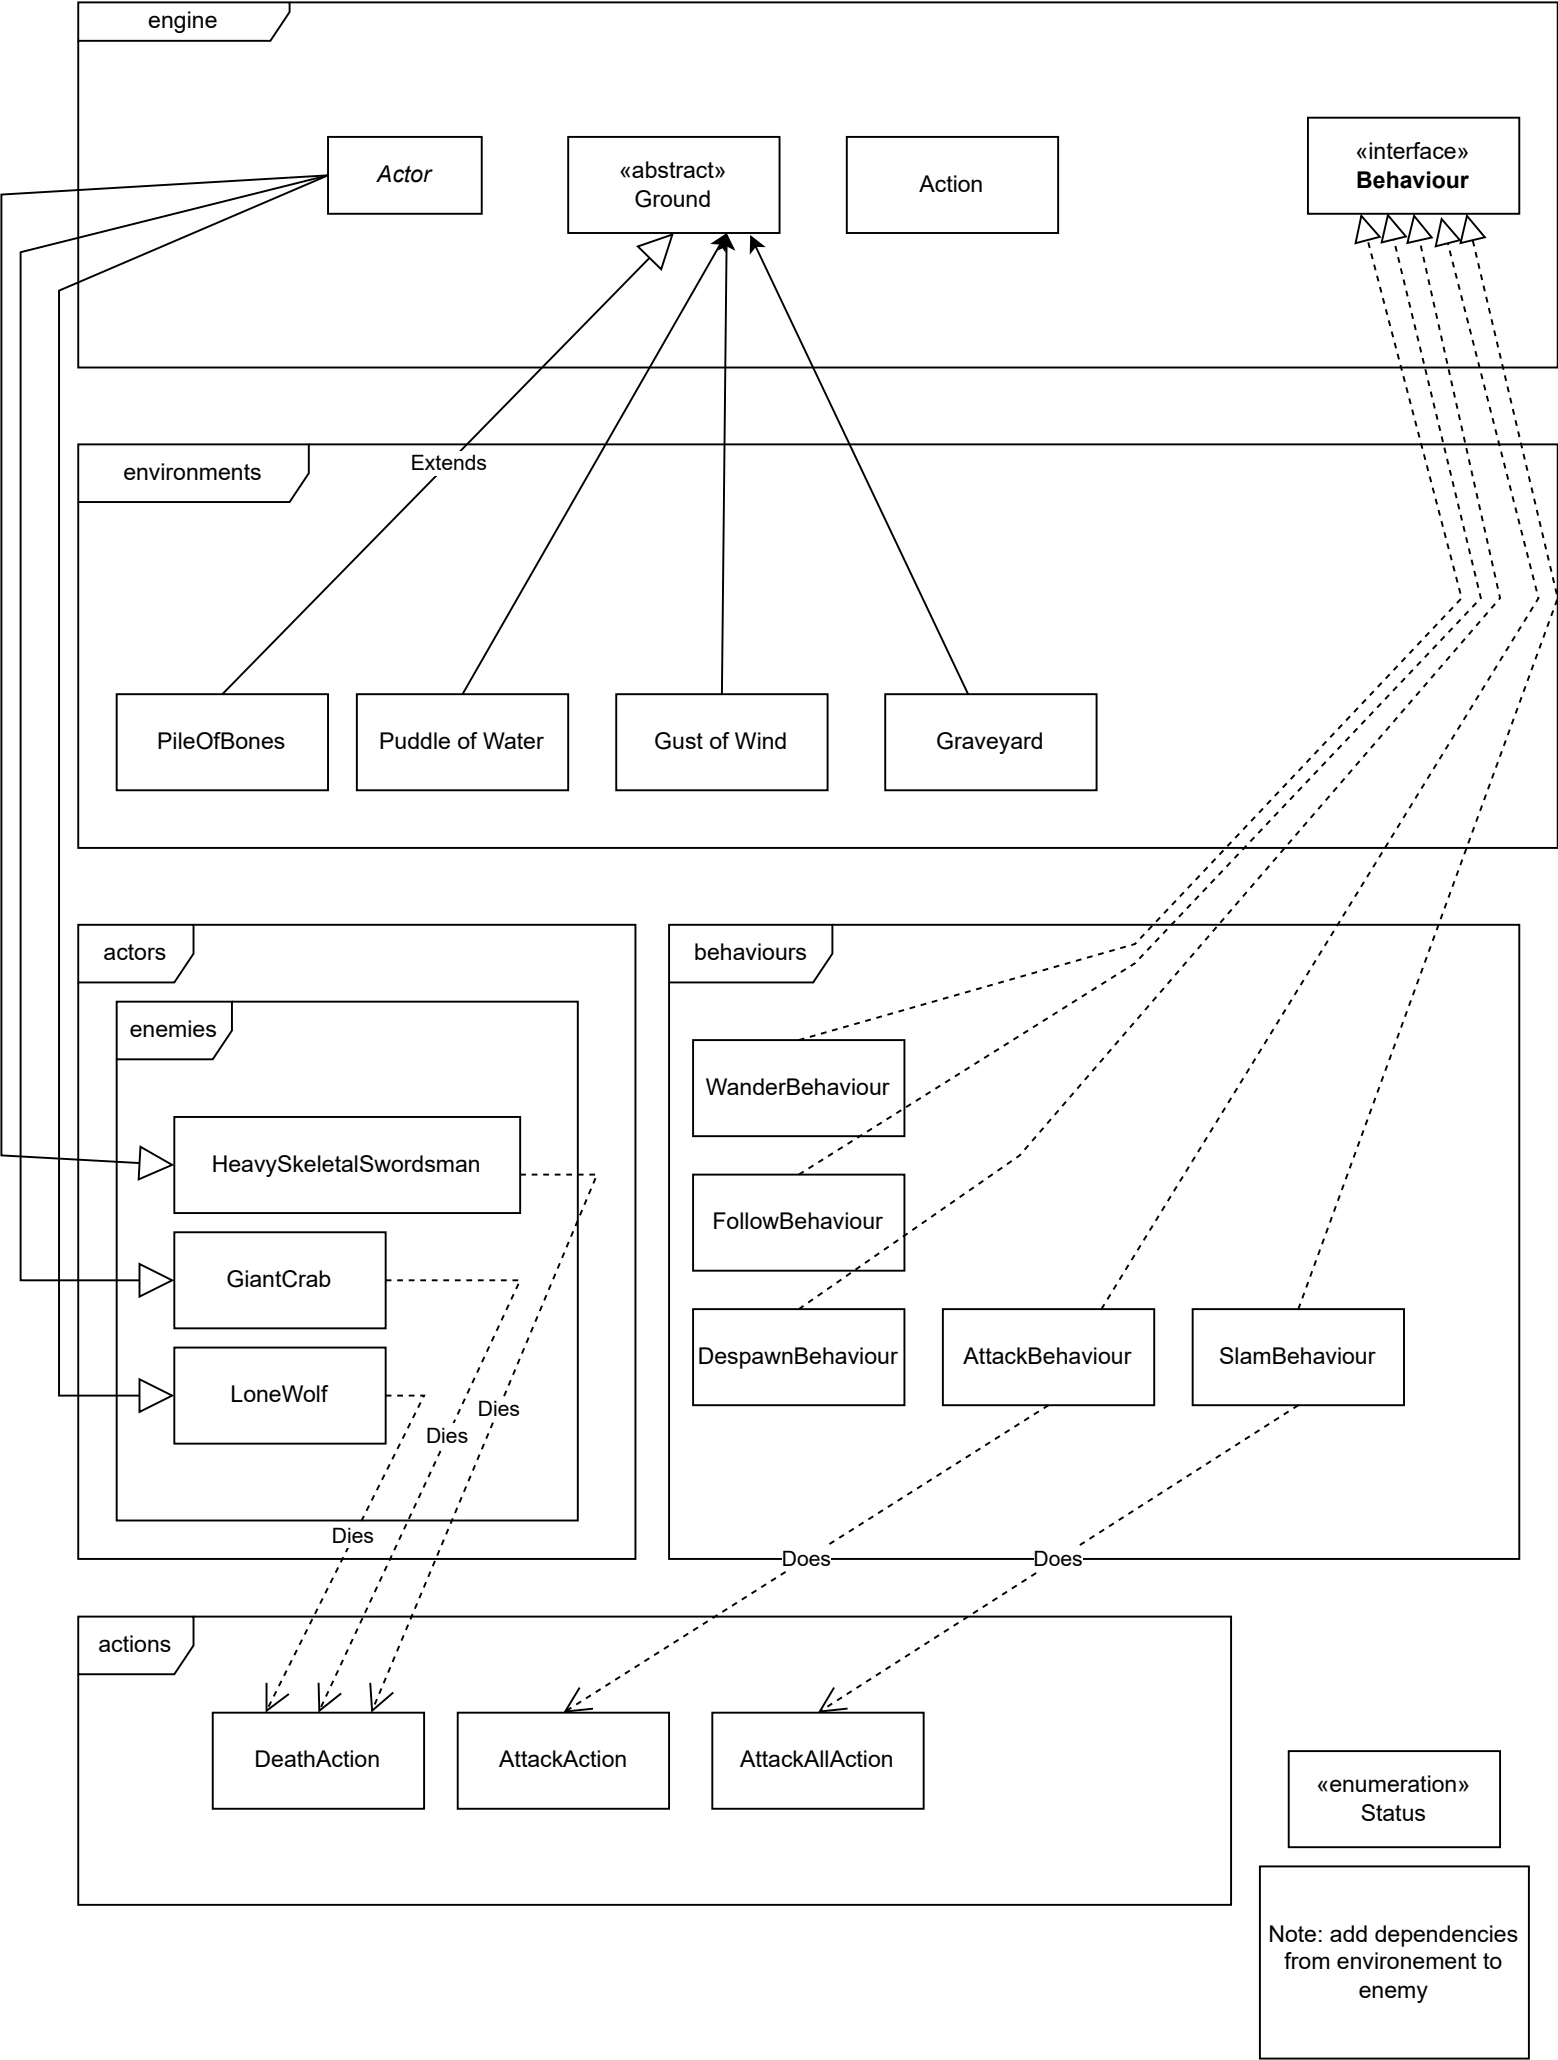 engine
Actor
«abstract»
Ground
Action
«interface»
Behaviour
environments
Extends
PileOfBones
Puddle of Water
Gust of Wind
Graveyard
actors
behaviours
enemies
WanderBehaviour
HeavySkeletalSwordsman
FollowBehaviour
GiantCrab
DespawnBehaviour
AttackBehaviour
SlamBehaviour
LoneWolf
Dies
Dies
Dies
Does
Does
actions
DeathAction
AttackAction
AttackAllAction
«enumeration»
Status
Note: add dependencies
from environement to
enemy